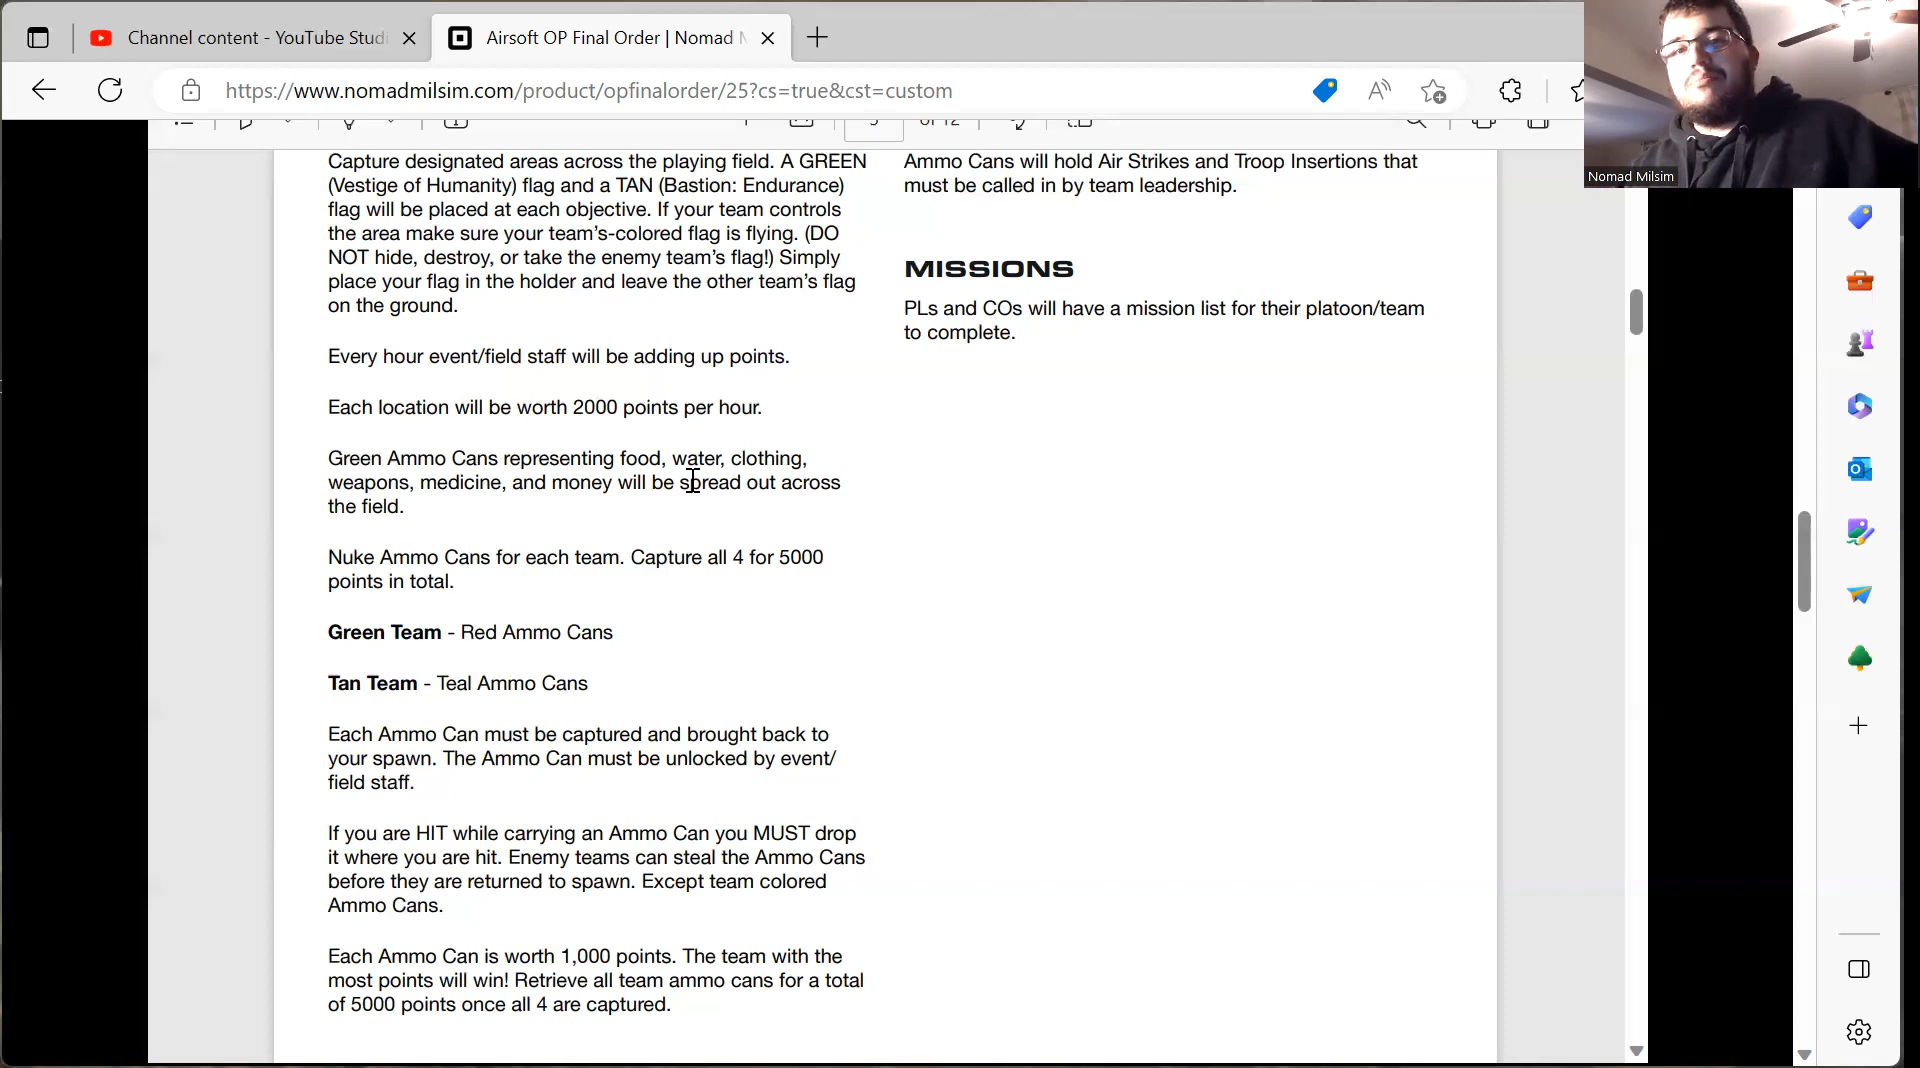 Channel content - YouTube Studi
Airsoft OP Final Order | Nomad M
https://www.nomadmilsim.com/product/opfinalorder/25?cs=true&cst=custom
Nomad Milsim
Capture designated areas across the playing field. A GREEN
(Vestige of Humanity) flag and a TAN (Bastion: Endurance)
flag will be placed at each objective. If your team controls
the area make sure your team's-colored flag is flying. (DO
NOT hide, destroy, or take the enemy team's flag!) Simply
place your flag in the holder and leave the other team's flag
on the ground.
Every hour event/field staff will be adding up points.
Each location will be worth 2000 points per hour.
Green Ammo Cans representing food, water, clothing,
weapons, medicine, and money will be spread out across
the field.
Nuke Ammo Cans for each team. Capture all 4 for 5000
points in total.
Green Team - Red Ammo Cans
Tan Team - Teal Ammo Cans
Each Ammo Can must be captured and brought back to
your spawn. The Ammo Can must be unlocked by event/
field staff.
If you are HIT while carrying an Ammo Can you MUST drop
it where you are hit. Enemy teams can steal the Ammo Cans
before they are returned to spawn. Except team colored
Ammo Cans.
Each Ammo Can is worth 1,000 points. The team with the
most points will win! Retrieve all team ammo cans for a total
of 5000 points once all 4 are captured.
Ammo Cans will hold Air Strikes and Troop Insertions that
must be called in by team leadership.
MISSIONS
PLs and COs will have a mission list for their platoon/team
to complete.